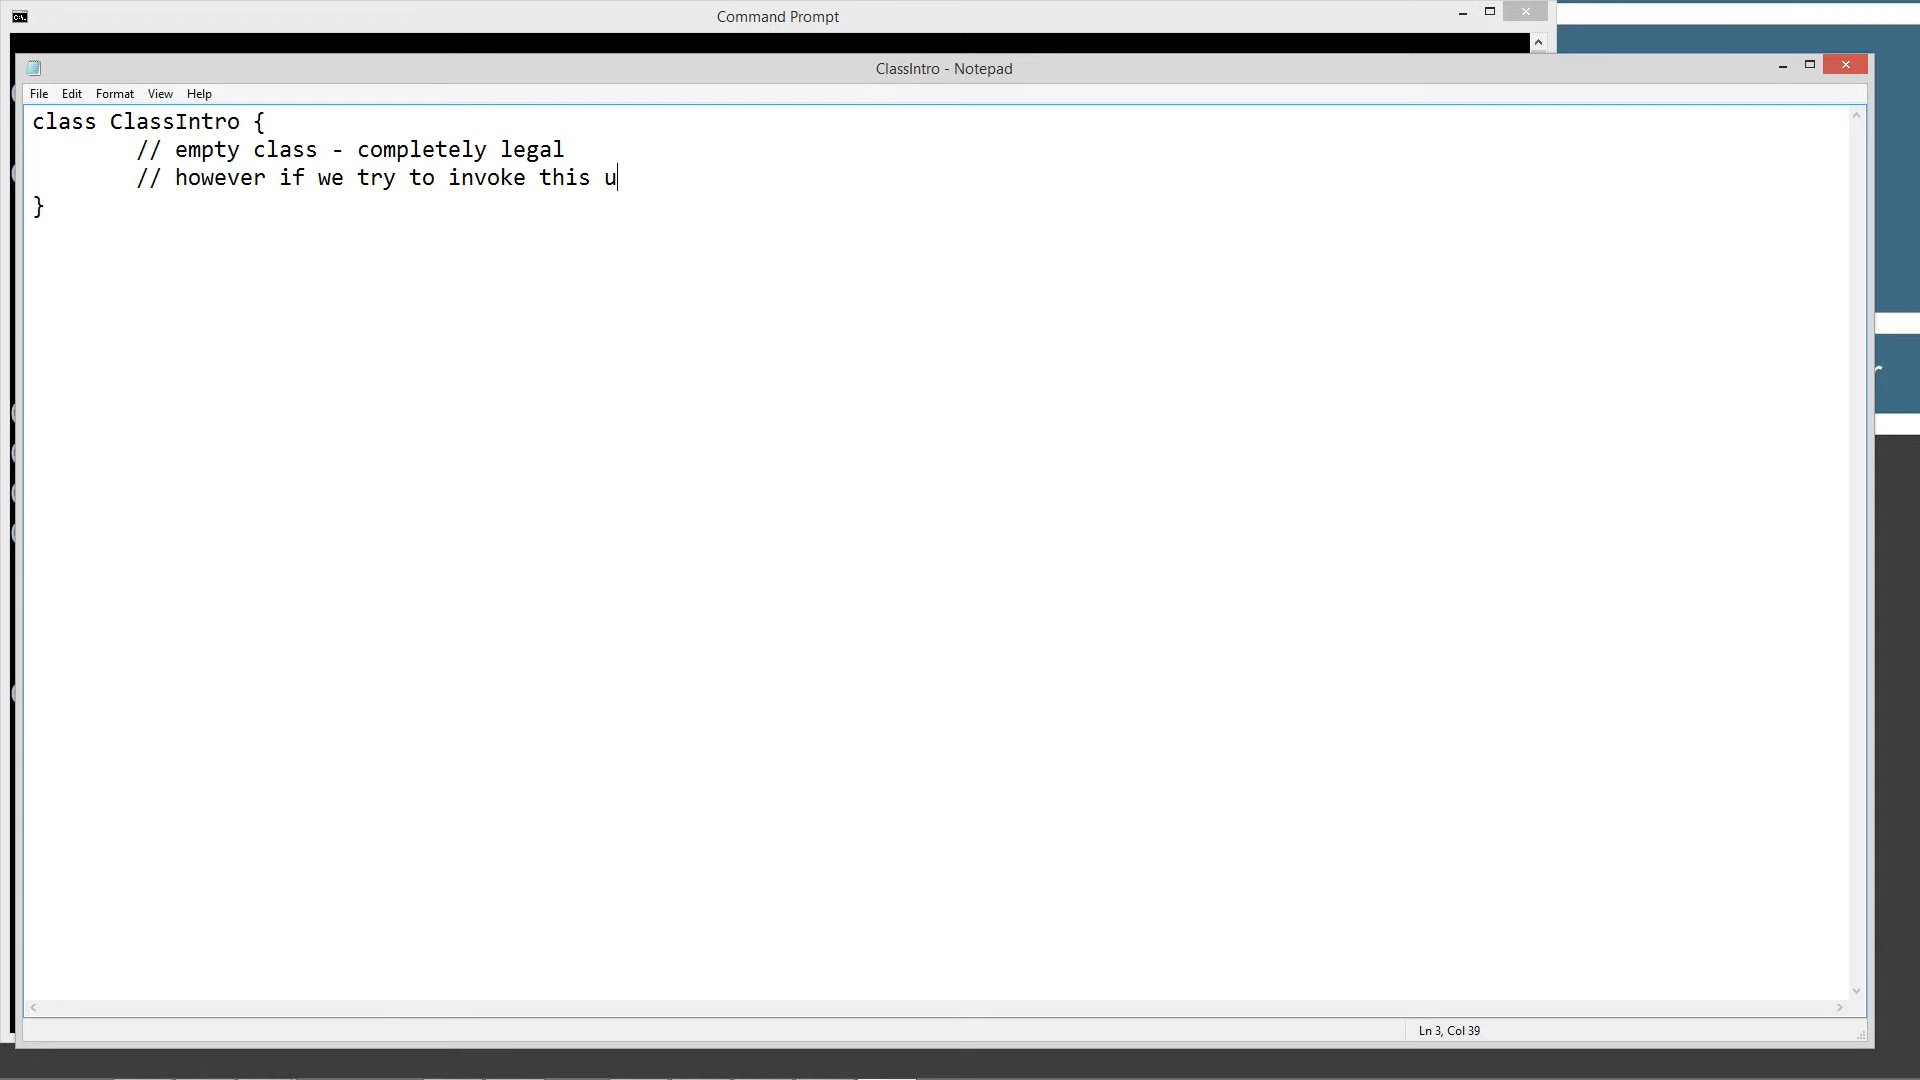 Command Prompt
ClassIntro - Notepad
File Edit Format View Help
class ClassIntro {
// empty class - completely legal
// however if we try to invoke this u
}
r
Ln 3, Col 39